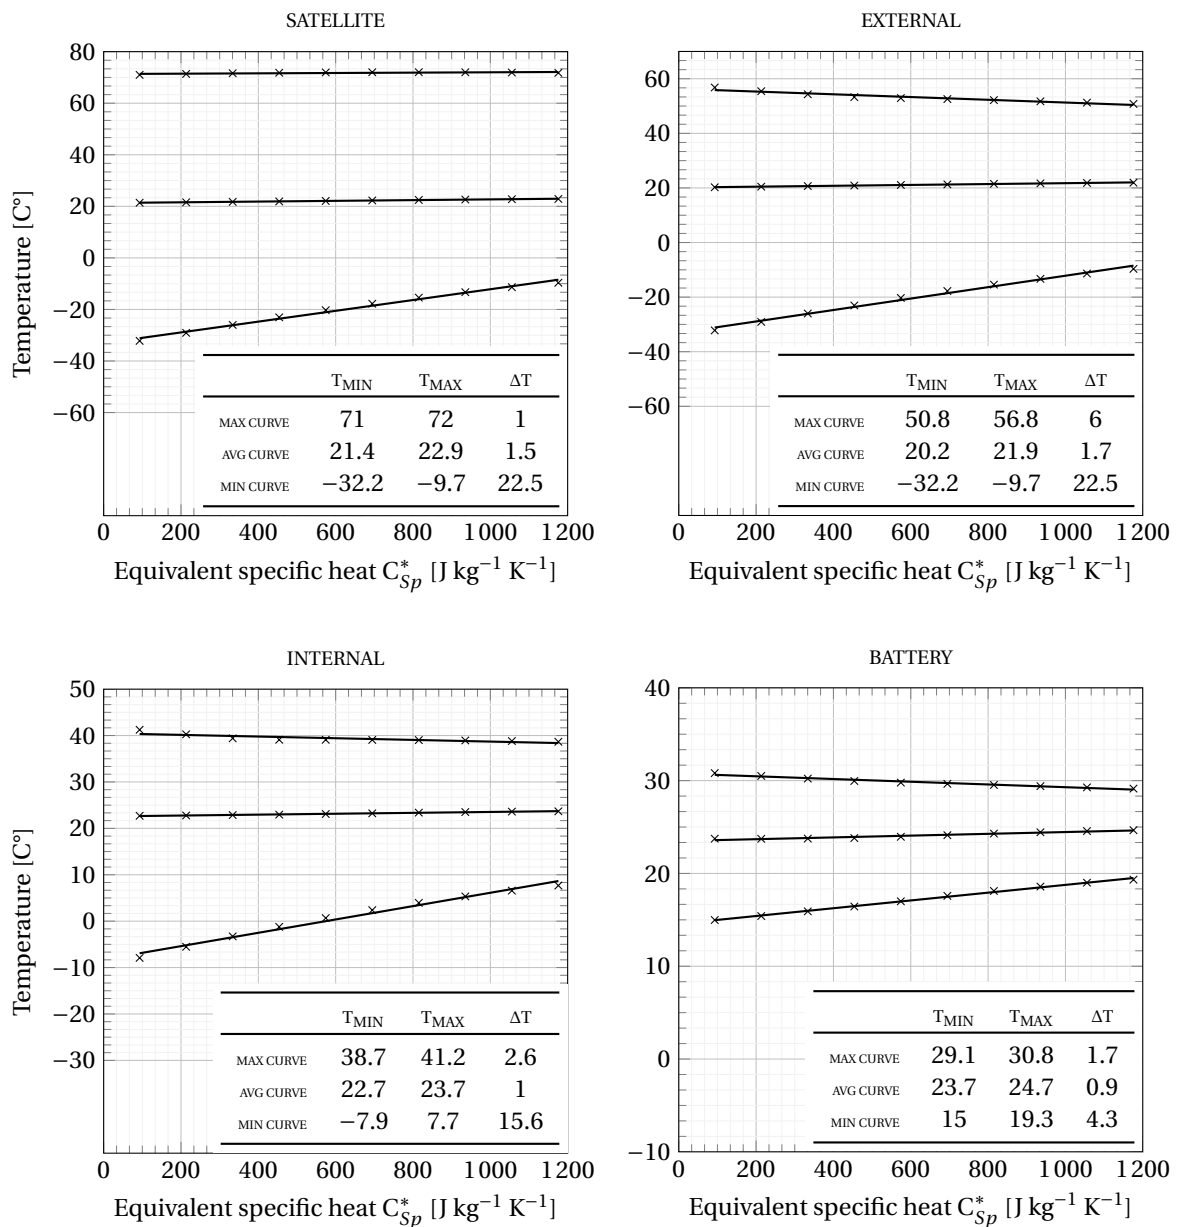 SATELLITE
80
60
40
20
0
−20
−40
−60
Temperature [C°]
T_MIN T_MAX ΔT
MAX CURVE 71 72 1
AVG CURVE 21.4 22.9 1.5
MIN CURVE −32.2 −9.7 22.5
0 200 400 600 800 1000 1200
Equivalent specific heat C*_Sp [J kg⁻¹ K⁻¹]
EXTERNAL
60
40
20
0
−20
−40
−60
T_MIN T_MAX ΔT
MAX CURVE 50.8 56.8 6
AVG CURVE 20.2 21.9 1.7
MIN CURVE −32.2 −9.7 22.5
0 200 400 600 800 1000 1200
Equivalent specific heat C*_Sp [J kg⁻¹ K⁻¹]
INTERNAL
50
40
30
20
10
0
−10
−20
−30
Temperature [C°]
T_MIN T_MAX ΔT
MAX CURVE 38.7 41.2 2.6
AVG CURVE 22.7 23.7 1
MIN CURVE −7.9 7.7 15.6
0 200 400 600 800 1000 1200
Equivalent specific heat C*_Sp [J kg⁻¹ K⁻¹]
BATTERY
40
30
20
10
0
−10
T_MIN T_MAX ΔT
MAX CURVE 29.1 30.8 1.7
AVG CURVE 23.7 24.7 0.9
MIN CURVE 15 19.3 4.3
0 200 400 600 800 1000 1200
Equivalent specific heat C*_Sp [J kg⁻¹ K⁻¹]